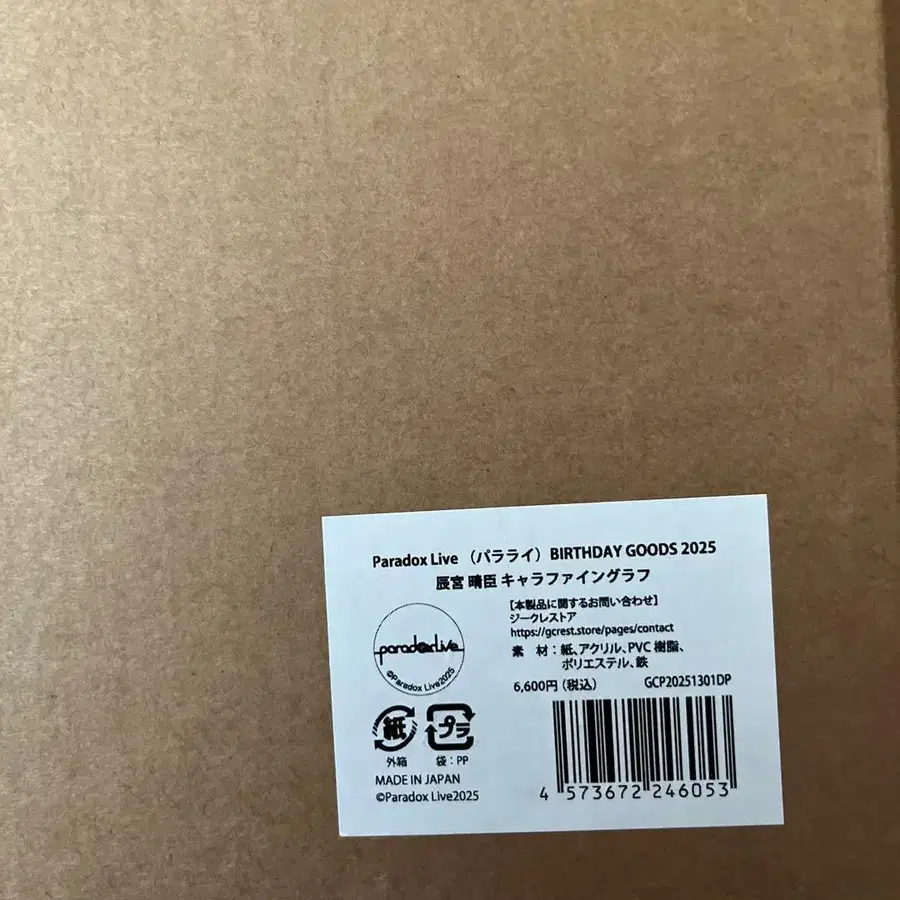 Paradox Live （パラライ）BIRTHDAY GOODS 2025
辰宮 晴臣 キャラファイングラフ
【本製品に関するお問い合わせ】
ジークレストア
https://gcrest.store/pages/contact
素 材：紙、アクリル、PVC 樹脂、
ポリエステル、鉄
6,600円（税込） GCP20251301DP
paradoxLive
©Paradox Live2025
紙 プラ
外箱 袋：PP
MADE IN JAPAN
©Paradox Live2025
4 573672 246053